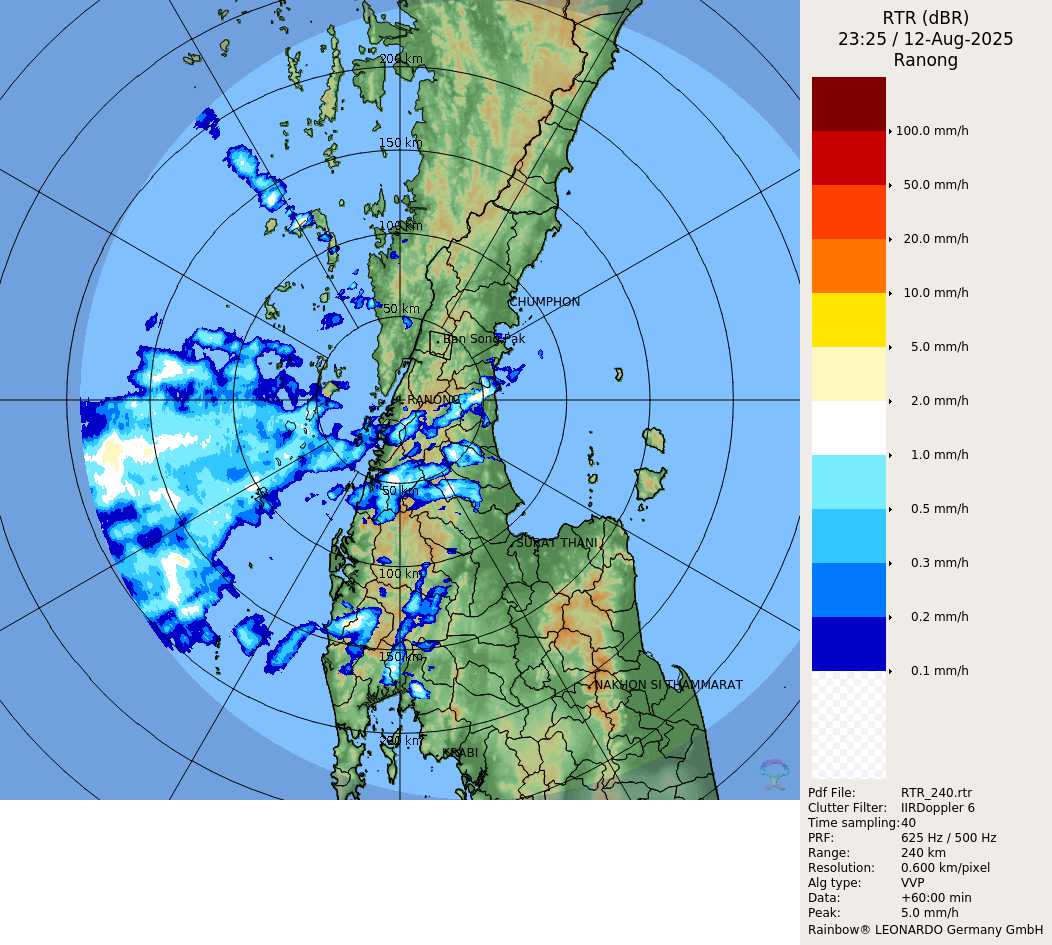 RTR (dBR)
23:25 / 12-Aug-2025
Ranong
200 km
150 km
100 km
50 km
CHUMPHON
Ban Song Pak
RANONG
50 km
SURAT THANI
100 km
150 km
NAKHON SI THAMMARAT
200 km
KRABI
100.0 mm/h
50.0 mm/h
20.0 mm/h
10.0 mm/h
5.0 mm/h
2.0 mm/h
1.0 mm/h
0.5 mm/h
0.3 mm/h
0.2 mm/h
0.1 mm/h
Pdf File: RTR_240.rtr
Clutter Filter: IIRDoppler 6
Time sampling:40
PRF: 625 Hz / 500 Hz
Range: 240 km
Resolution: 0.600 km/pixel
Alg type: VVP
Data: +60:00 min
Peak: 5.0 mm/h
Rainbow® LEONARDO Germany GmbH